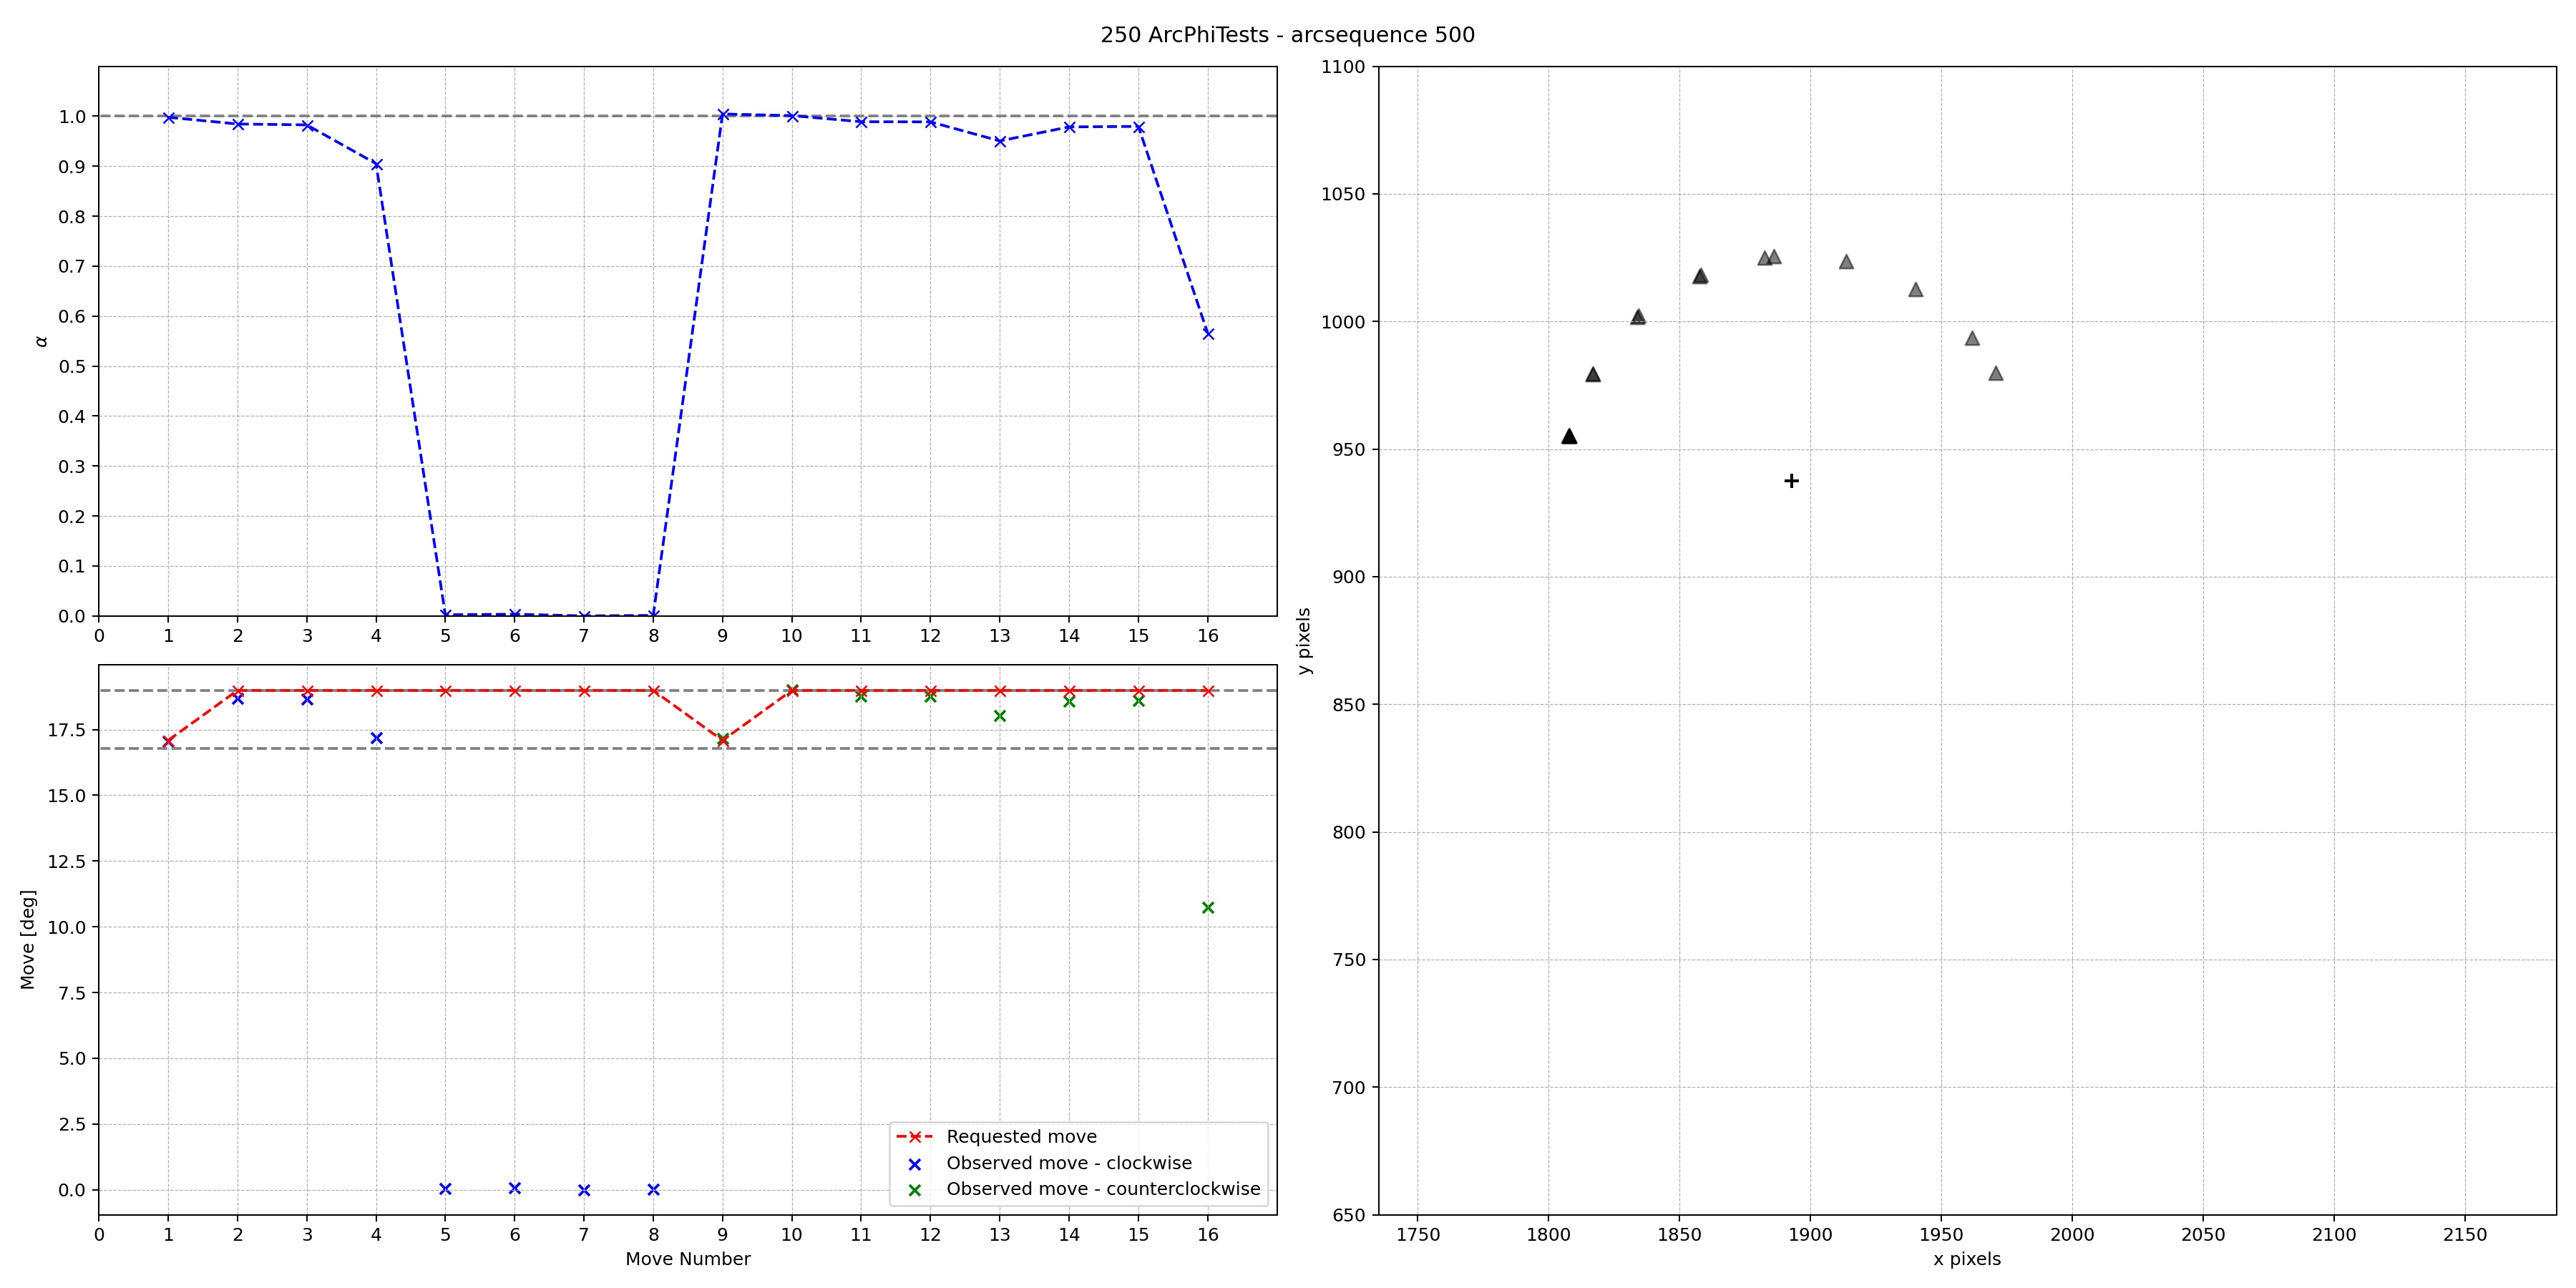 250 ArcPhiTests - arcsequence 500
1.0
0.9
0.8
0.7
0.6
0.5
0.4
0.3
0.2
0.1
0.0
α
0 1 2 3 4 5 6 7 8 9 10 11 12 13 14 15 16
17.5
15.0
12.5
10.0
7.5
5.0
2.5
0.0
Move [deg]
Requested move
Observed move - clockwise
Observed move - counterclockwise
0 1 2 3 4 5 6 7 8 9 10 11 12 13 14 15 16
Move Number
1100
1050
1000
950
900
850
800
750
700
650
y pixels
1750 1800 1850 1900 1950 2000 2050 2100 2150
x pixels